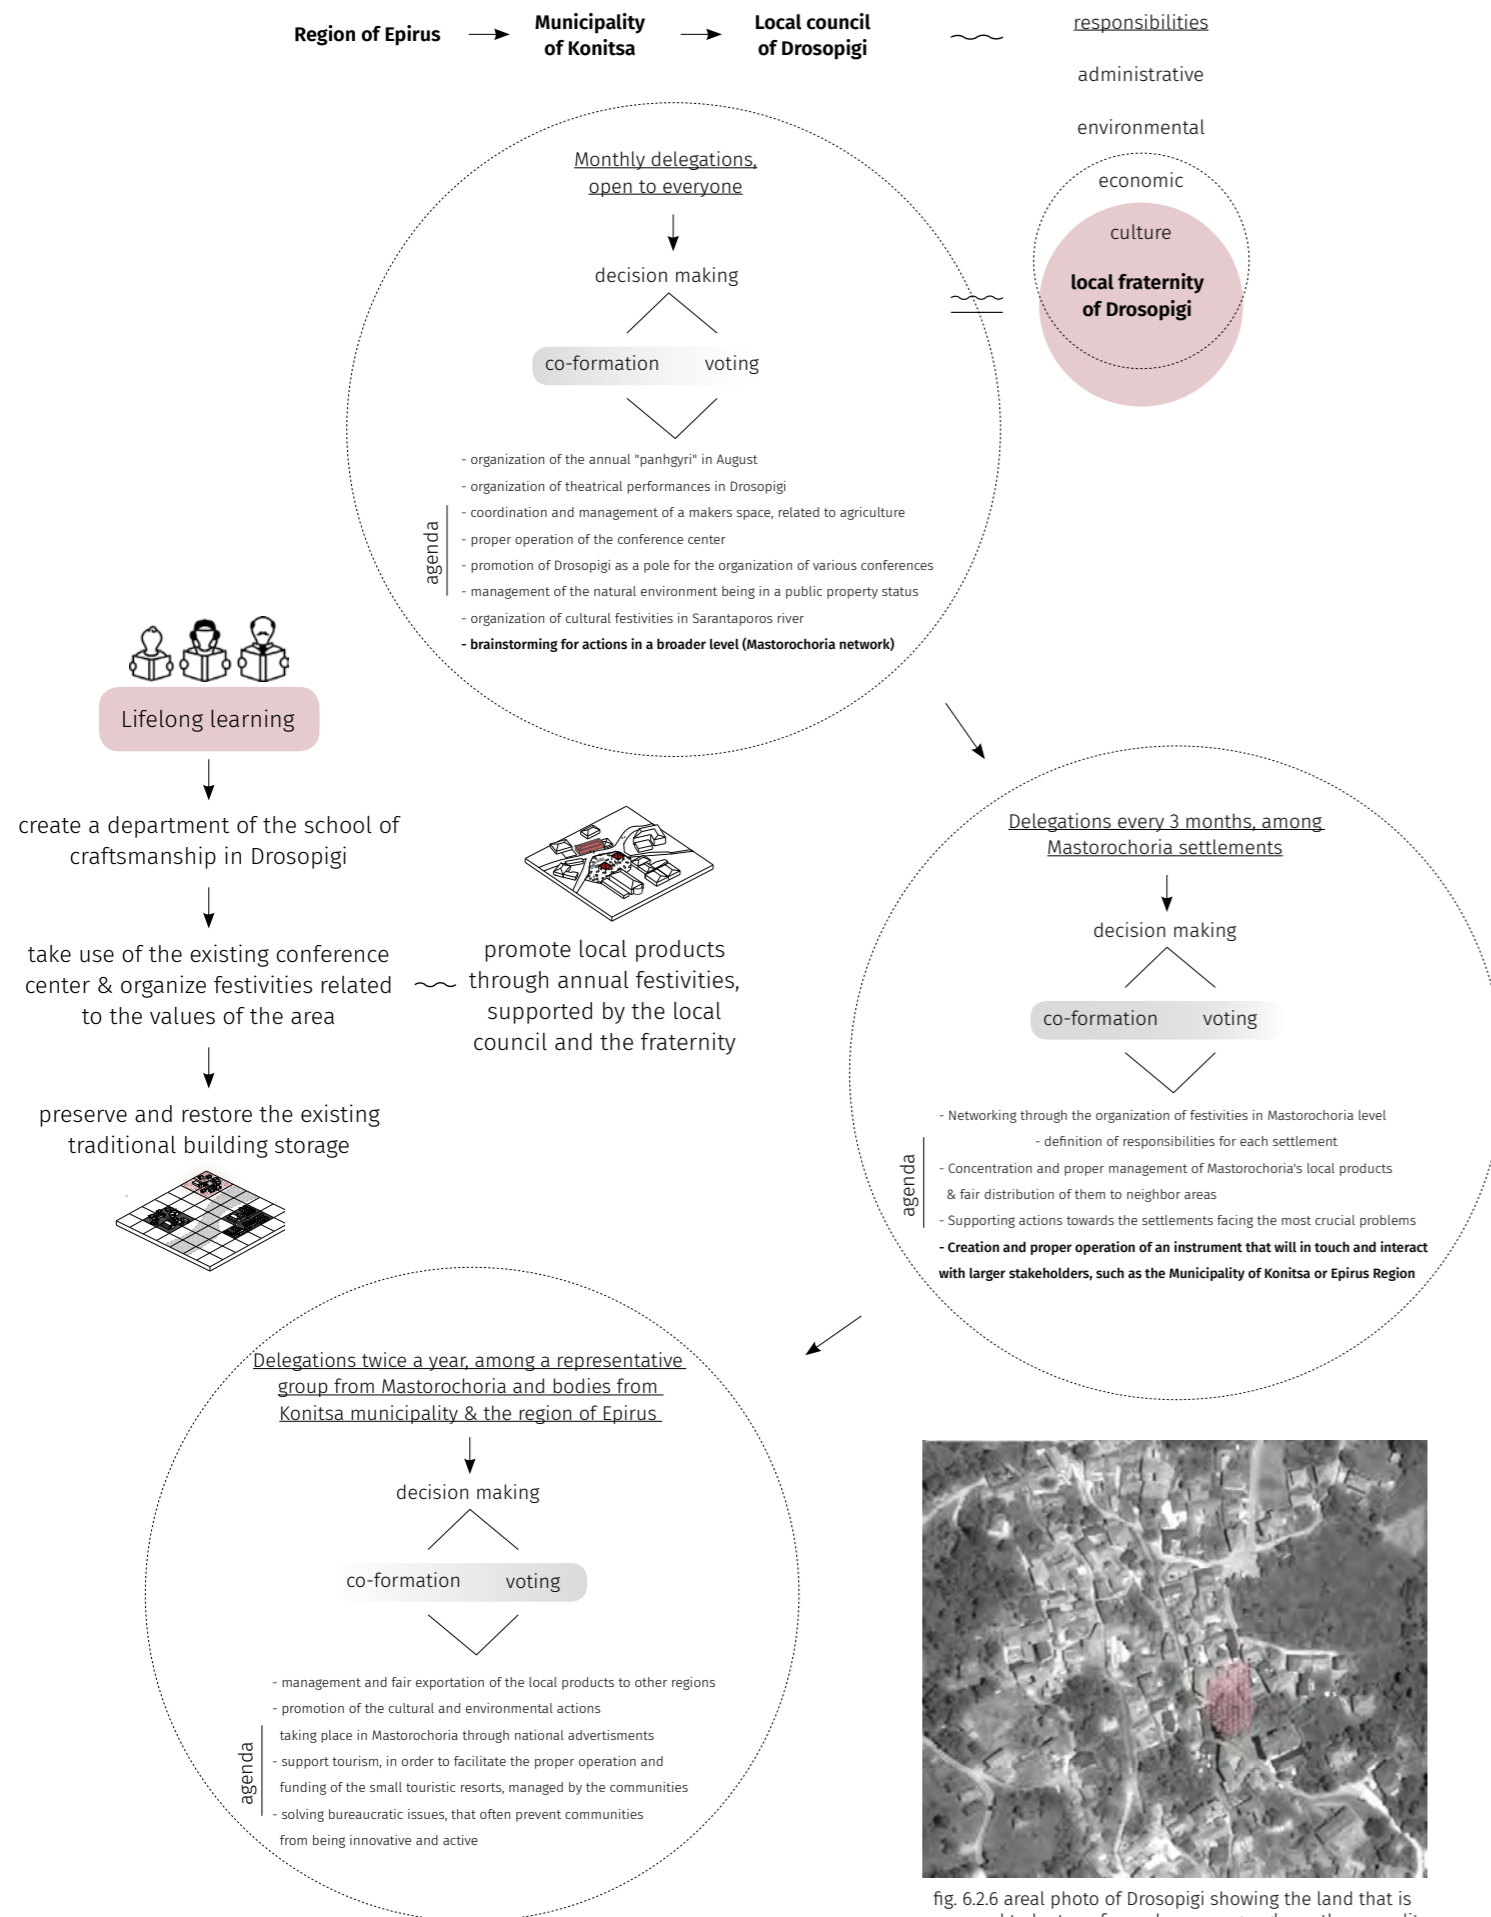 Region of Epirus
Municipality
of Konitsa
Local council
of Drosopigi
responsibilities
administrative
environmental
economic
culture
local fraternity
of Drosopigi
Monthly delegations,
open to everyone
decision making
co-formation voting
agenda
- organization of the annual "panhgyri" in August
- organization of theatrical performances in Drosopigi
- coordination and management of a makers space, related to agriculture
- proper operation of the conference center
- promotion of Drosopigi as a pole for the organization of various conferences
- management of the natural environment being in a public property status
- organization of cultural festivities in Sarantaporos river
- brainstorming for actions in a broader level (Mastorochoria network)
Lifelong learning
create a department of the school of
craftsmanship in Drosopigi
take use of the existing conference
center & organize festivities related
to the values of the area
preserve and restore the existing
traditional building storage
promote local products
through annual festivities,
supported by the local
council and the fraternity
Delegations every 3 months, among
Mastorochoria settlements
decision making
co-formation voting
agenda
- Networking through the organization of festivities in Mastorochoria level
- definition of responsibilities for each settlement
- Concentration and proper management of Mastorochoria's local products
& fair distribution of them to neighbor areas
- Supporting actions towards the settlements facing the most crucial problems
- Creation and proper operation of an instrument that will in touch and interact
with larger stakeholders, such as the Municipality of Konitsa or Epirus Region
Delegations twice a year, among a representative
group from Mastorochoria and bodies from
Konitsa municipality & the region of Epirus
decision making
co-formation voting
agenda
- management and fair exportation of the local products to other regions
- promotion of the cultural and environmental actions
taking place in Mastorochoria through national advertisments
- support tourism, in order to facilitate the proper operation and
funding of the small touristic resorts, managed by the communities
- solving bureaucratic issues, that often prevent communities
from being innovative and active
fig. 6.2.6 areal photo of Drosopigi showing the land that is